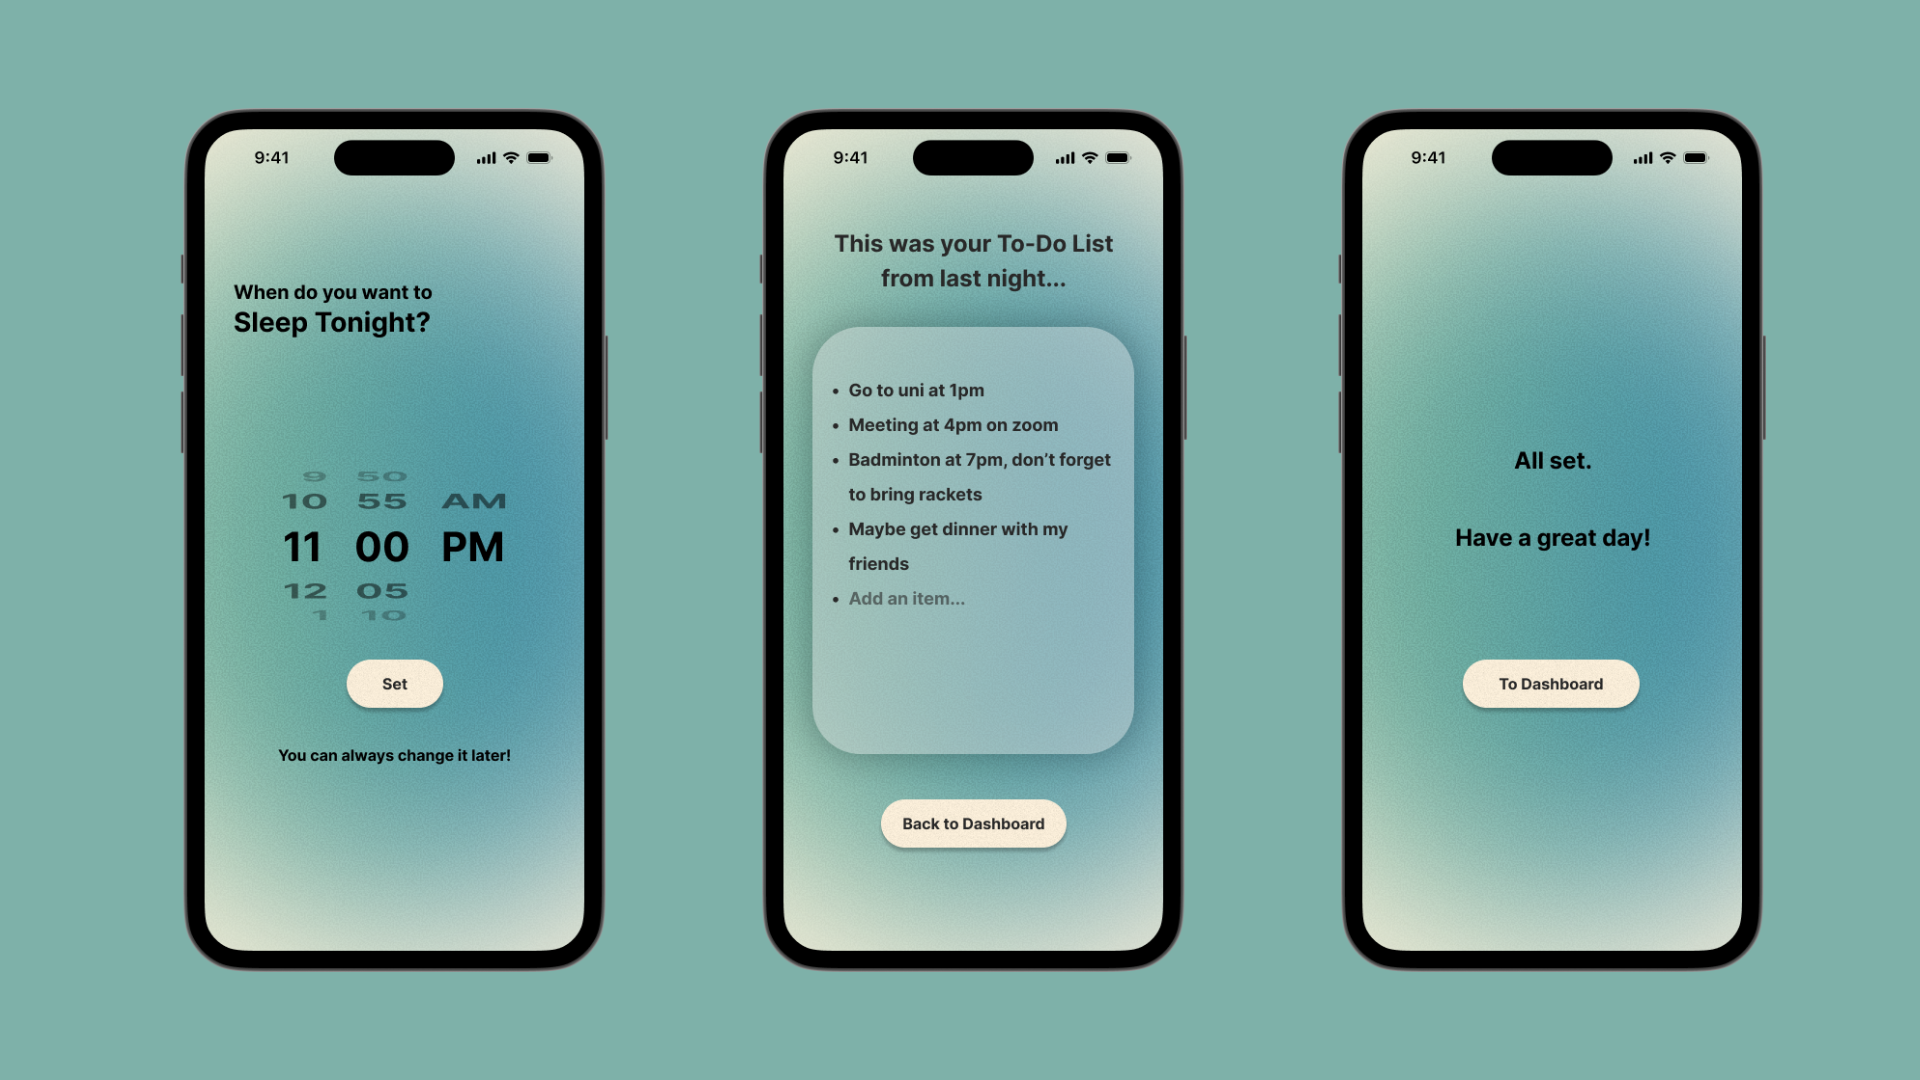 9:41
When do you want to
Sleep Tonight?
9 50
10 55 AM
11 00 PM
12 05
1 10
Set
You can always change it later!
9:41
This was your To-Do List
from last night...
• Go to uni at 1pm
• Meeting at 4pm on zoom
• Badminton at 7pm, don’t forget
to bring rackets
• Maybe get dinner with my
friends
• Add an item...
Back to Dashboard
9:41
All set.
Have a great day!
To Dashboard